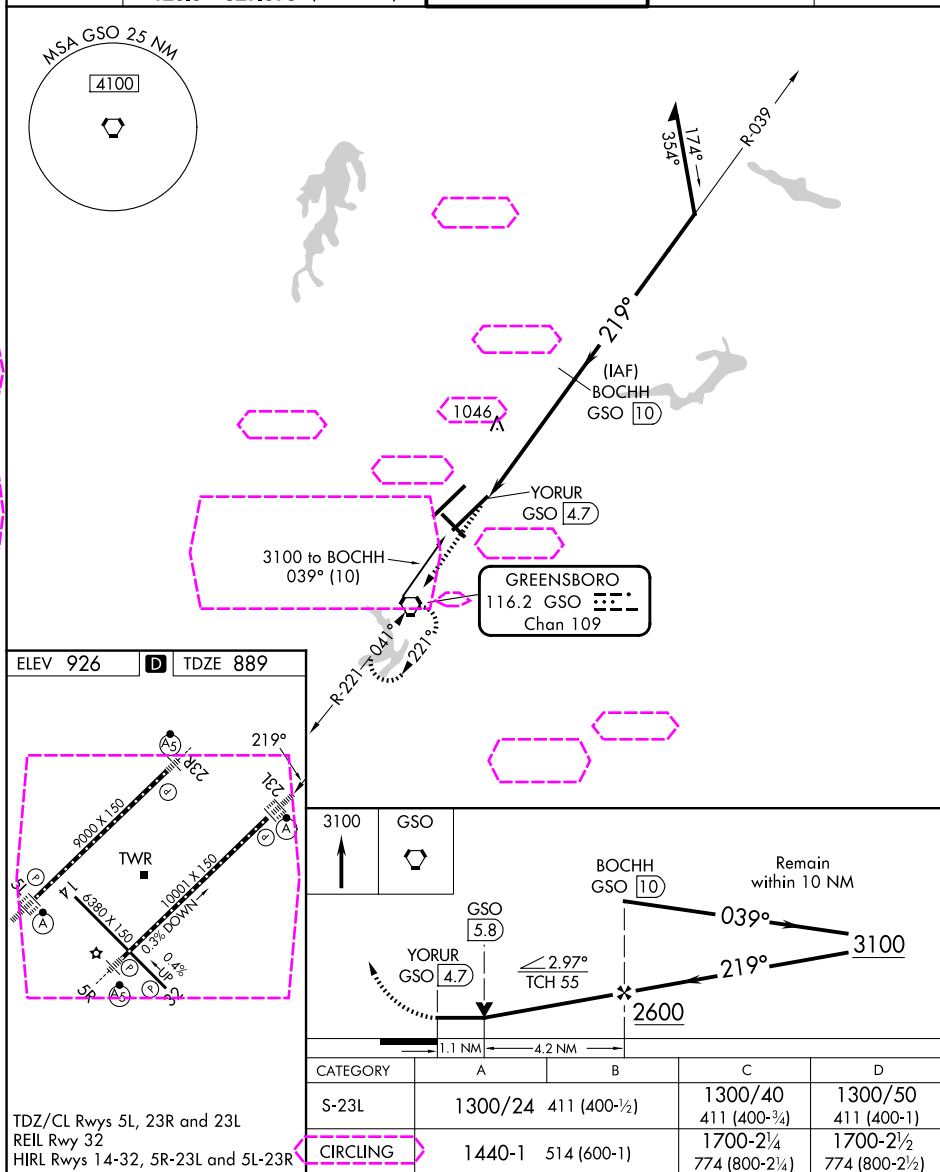 MSA GSO 25 NM
4100
R-039
174°
354°
219°
(IAF)
BOCHH
GSO 10
1046
YORUR
GSO 4.7
3100 to BOCHH
039° (10)
GREENSBORO
116.2 GSO
Chan 109
R-221
041°
221°
ELEV 926
D
TDZE 889
219°
A5
23R
23L
P
P
A
9000 X 150
TWR
10001 X 150
5L
P
14
A
6380 X 150
0.3% DOWN
0.4%
UP
P
5R
A5
P
32
TDZ/CL Rwys 5L, 23R and 23L
REIL Rwy 32
HIRL Rwys 14-32, 5R-23L and 5L-23R
3100
GSO
BOCHH
GSO 10
Remain
within 10 NM
GSO
5.8
YORUR
GSO 4.7
2.97°
TCH 55
039°
3100
219°
2600
1.1 NM
4.2 NM
CATEGORY A B C D
S-23L 1300/24 411 (400-½) 1300/40 411 (400-¾) 1300/50 411 (400-1)
CIRCLING 1440-1 514 (600-1) 1700-2¼ 774 (800-2¼) 1700-2½ 774 (800-2½)